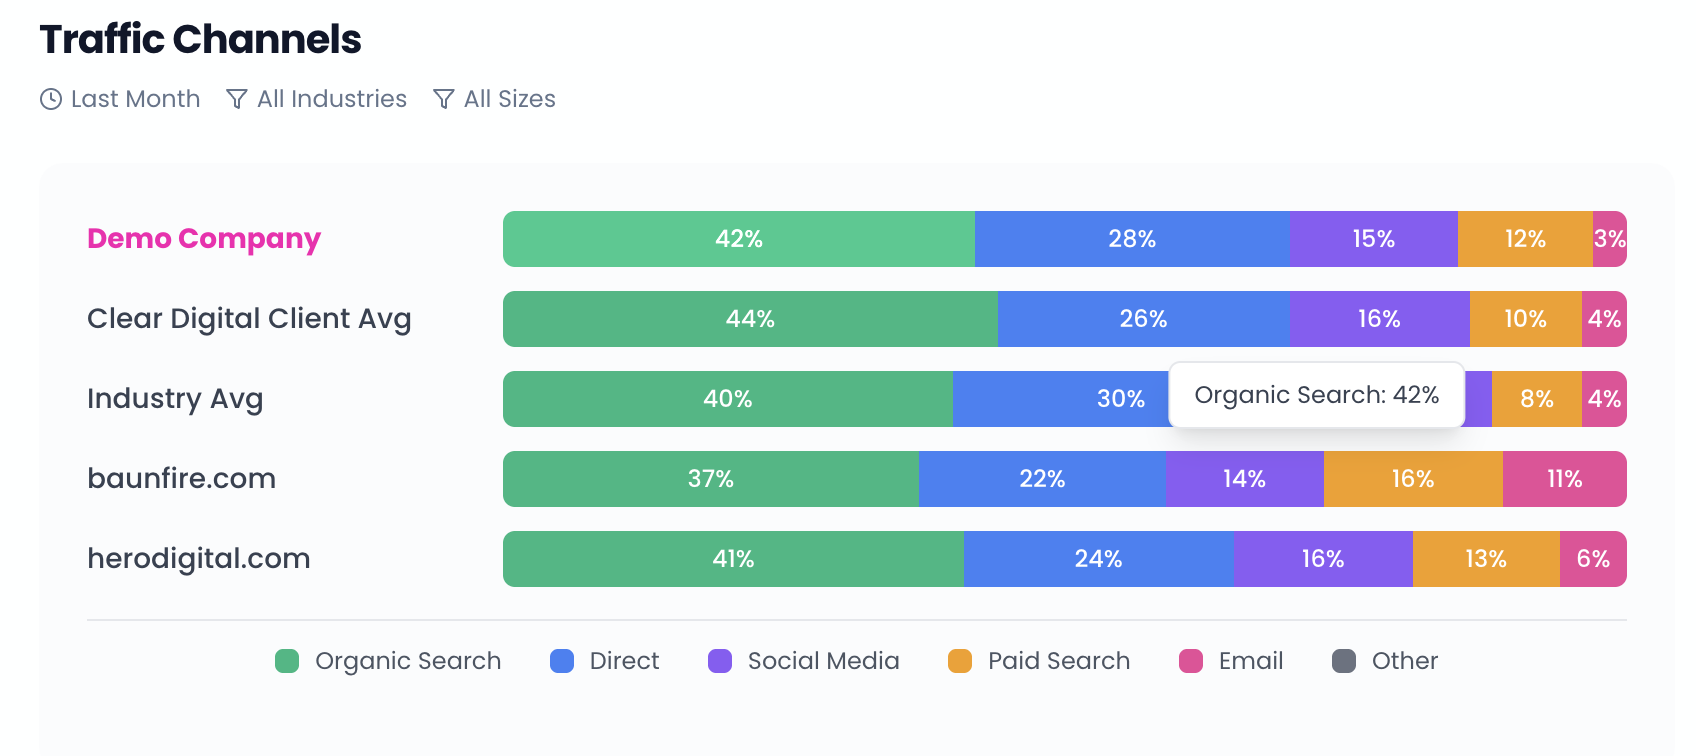 Traffic Channels
Last Month All Industries All Sizes
Demo Company 42% 28% 15% 12% 3%
Clear Digital Client Avg 44% 26% 16% 10% 4%
Industry Avg 40% 30% Organic Search: 42% 8% 4%
baunfire.com 37% 22% 14% 16% 11%
herodigital.com 41% 24% 16% 13% 6%
Organic Search Direct Social Media Paid Search Email Other